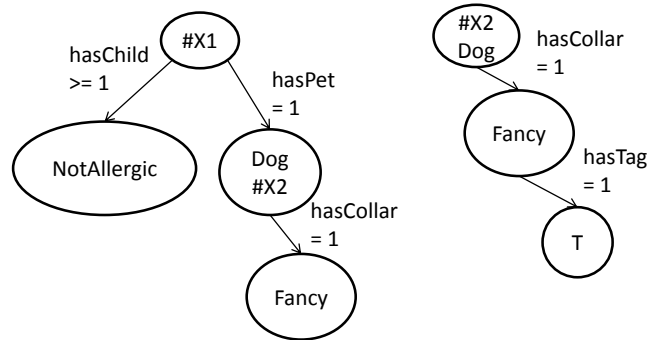 #X1
hasChild
>= 1
hasPet
= 1
NotAllergic
Dog
#X2
hasCollar
= 1
Fancy
#X2
Dog
hasCollar
= 1
Fancy
hasTag
= 1
T